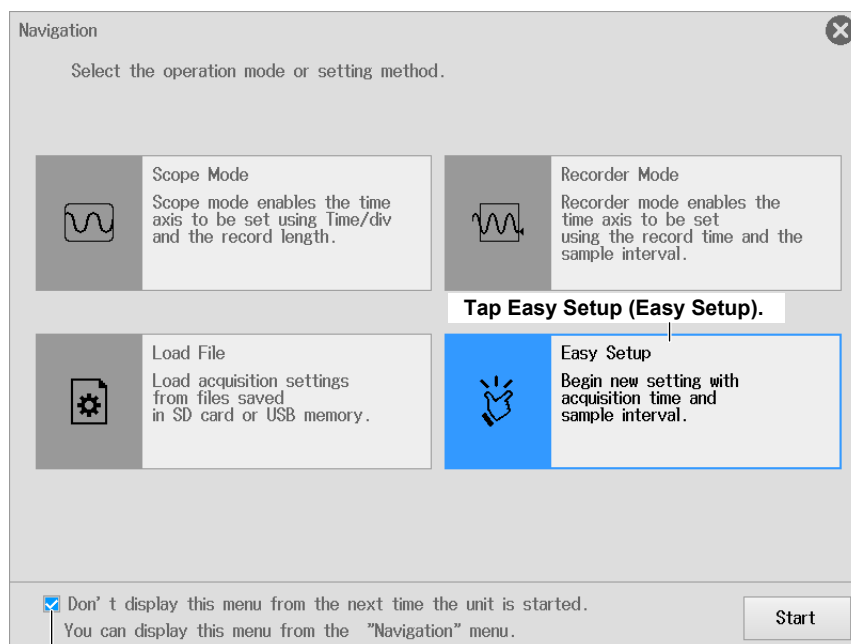 Navigation
Select the operation mode or setting method.
Scope Mode
Scope mode enables the time
axis to be set using Time/div
and the record length.
Recorder Mode
Recorder mode enables the
time axis to be set
using the record time and the
sample interval.
Tap Easy Setup (Easy Setup).
Load File
Load acquisition settings
from files saved
in SD card or USB memory.
Easy Setup
Begin new setting with
acquisition time and
sample interval.
Don't display this menu from the next time the unit is started.
You can display this menu from the "Navigation" menu.
Start